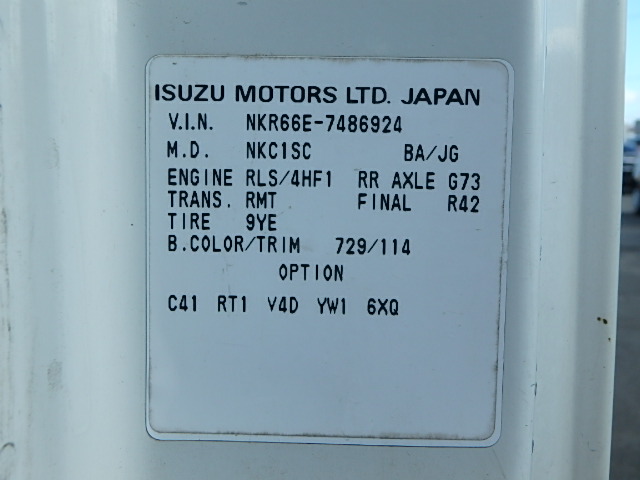 ISUZU MOTORS LTD. JAPAN
V.I.N. NKR66E-7486924
M.D. NKC1SC BA/JG
ENGINE RLS/4HF1 RR AXLE G73
TRANS. RMT FINAL R42
TIRE 9YE
B.COLOR/TRIM 729/114
OPTION
C41 RT1 V4D YW1 6XQ